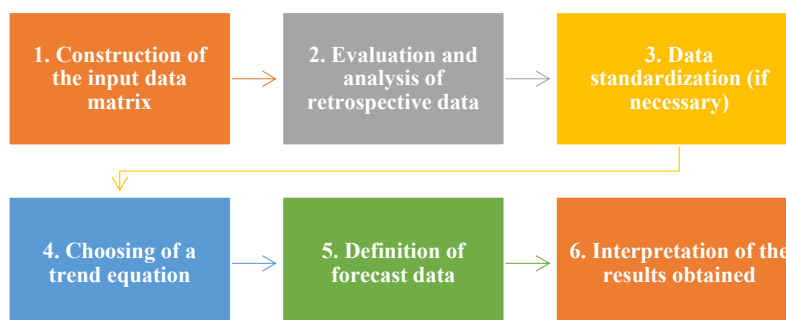 1. Construction of
the input data
matrix
2. Evaluation and
analysis of
retrospective data
3. Data
standardization (if
necessary)
4. Choosing of a
trend equation
5. Definition of
forecast data
6. Interpretation of the
results obtained